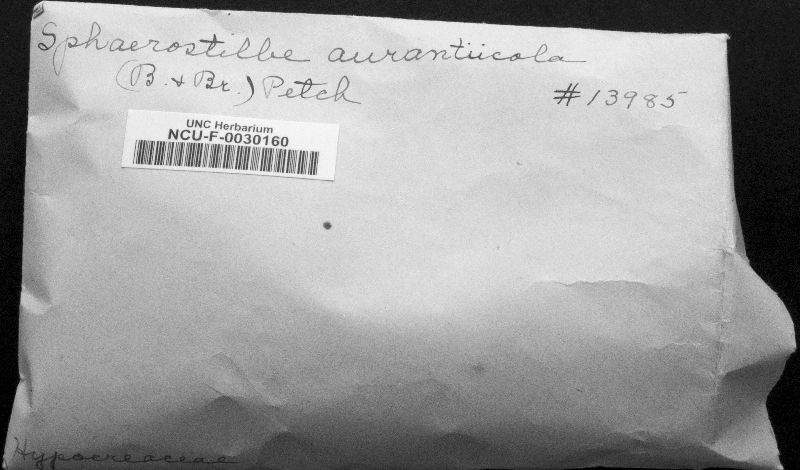 Sphaerostilbe aurantiicola
(B. & Br.) Petch
#13985
UNC Herbarium
NCU-F-0030160
Hypocreaceae